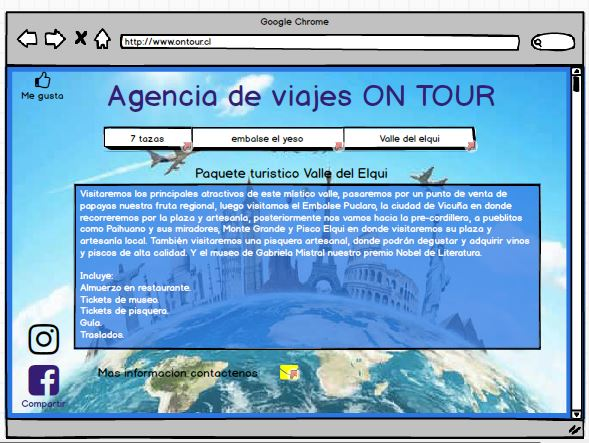 Google Chrome
http://www.ontour.cl
Me gusta
Agencia de viajes ON TOUR
7 tazas
embalse el yeso
Valle del elqui
Paquete turistico Valle del Elqui
Visitaremos los principales atractivos de este místico valle, pasaremos por un punto de venta de
papayas nuestra fruta regional, luego visitamos el Embalse Puclaro, la ciudad de Vicuña en donde
recorreremos por la plaza y artesanía, posteriormente nos vamos hacia la pre-cordillera, a pueblitos
como Paihuano y sus miradores, Monte Grande y Pisco Elqui en donde visitaremos su plaza y
artesanía local. También visitaremos una pisquera artesanal, donde podrán degustar y adquirir vinos
y piscos de alta calidad. Y el museo de Gabriela Mistral nuestro premio Nobel de Literatura.
Incluye:
Almuerzo en restaurante.
Tickets de museo.
Tickets de pisquera.
Guía.
Traslados.
Mas informacion contactenos
Compartir